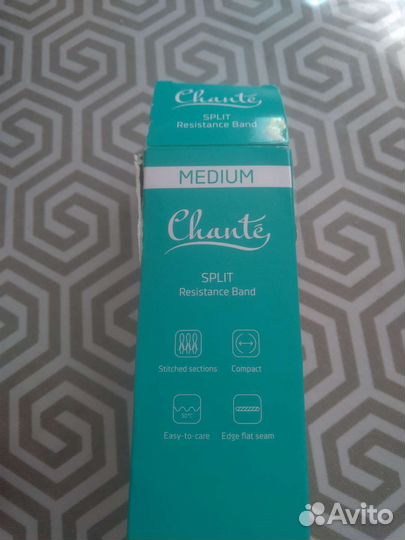 Chanté
SPLIT
Resistance Band
MEDIUM
Chanté
SPLIT
Resistance Band
Stitched sections
Compact
50°C
Easy-to-care
Edge flat seam
Avito